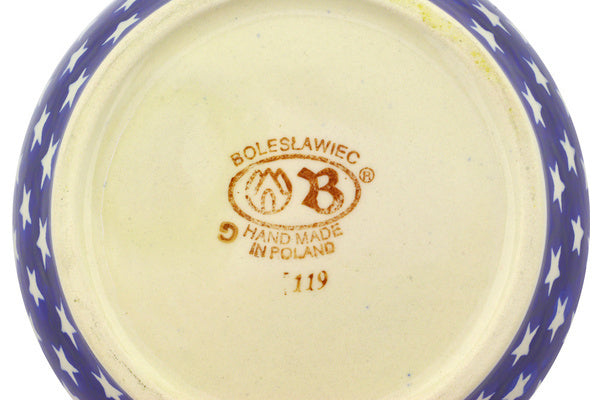 BOLESŁAWIEC
B ®
G HAND MADE
IN POLAND
119